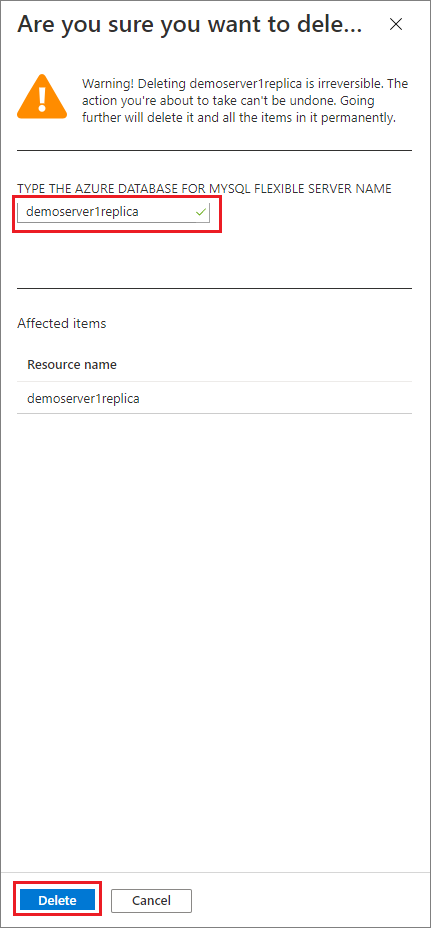 Are you sure you want to dele...
Warning! Deleting demoserver1replica is irreversible. The
action you're about to take can't be undone. Going
further will delete it and all the items in it permanently.
TYPE THE AZURE DATABASE FOR MYSQL FLEXIBLE SERVER NAME
demoserver1replica
Affected items
Resource name
demoserver1replica
Delete
Cancel